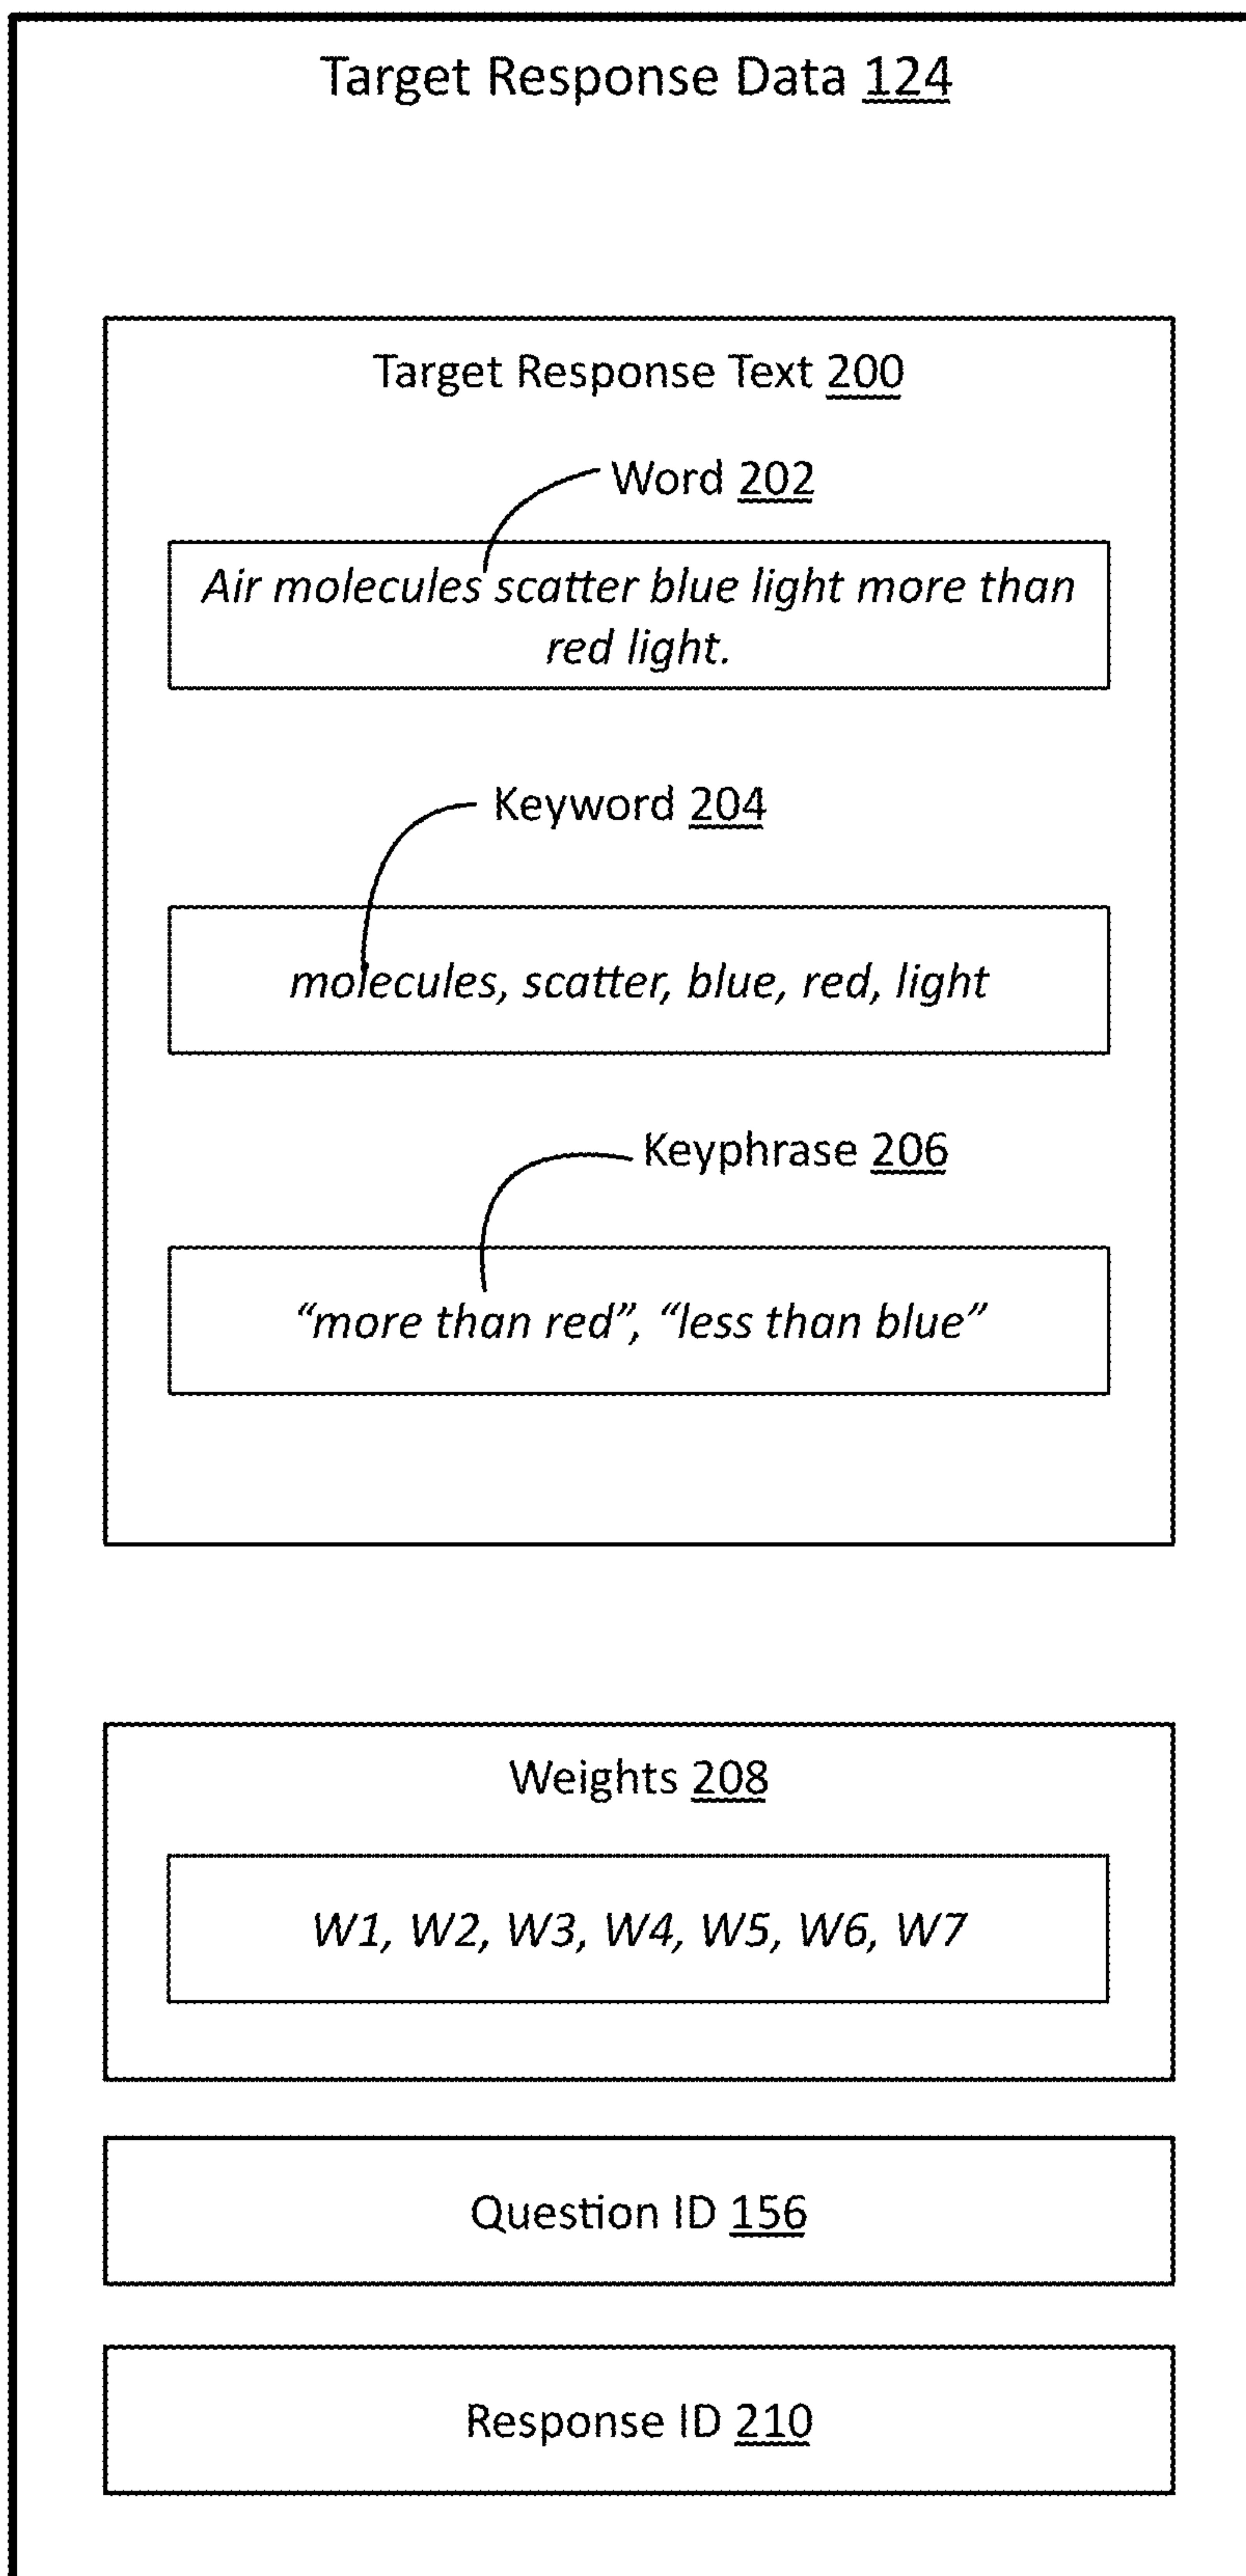 Target Response Data 124
Target Response Text 200
Word 202
Air molecules scatter blue light more than
red light.
Keyword 204
molecules, scatter, blue, red, light
Keyphrase 206
“more than red”, “less than blue”
Weights 208
W1, W2, W3, W4, W5, W6, W7
Question ID 156
Response ID 210